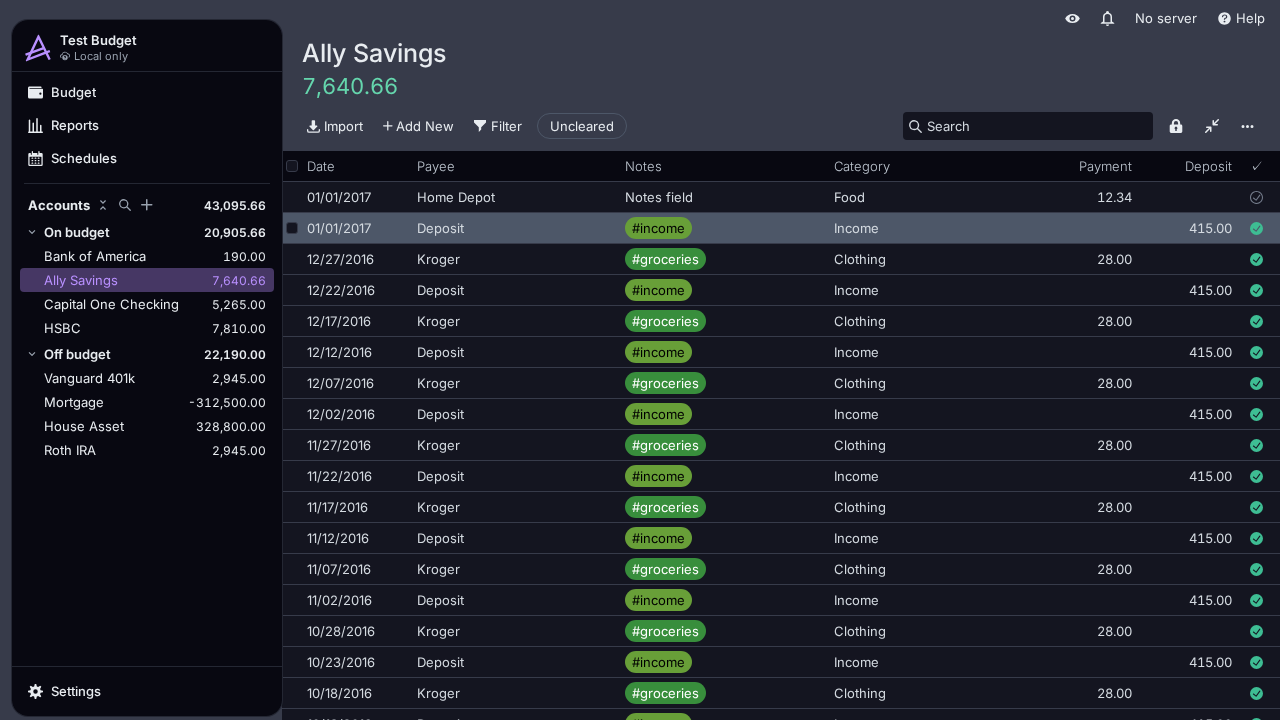 No server
Help
Test Budget
Local only
Budget
Reports
Schedules
Accounts 43,095.66
On budget 20,905.66
Bank of America 190.00
Ally Savings 7,640.66
Capital One Checking 5,265.00
HSBC 7,810.00
Off budget 22,190.00
Vanguard 401k 2,945.00
Mortgage -312,500.00
House Asset 328,800.00
Roth IRA 2,945.00
Settings
Ally Savings
7,640.66
Import Add New Filter Uncleared Search
Date Payee Notes Category Payment Deposit
01/01/2017 Home Depot Notes field Food 12.34
01/01/2017 Deposit #income Income 415.00
12/27/2016 Kroger #groceries Clothing 28.00
12/22/2016 Deposit #income Income 415.00
12/17/2016 Kroger #groceries Clothing 28.00
12/12/2016 Deposit #income Income 415.00
12/07/2016 Kroger #groceries Clothing 28.00
12/02/2016 Deposit #income Income 415.00
11/27/2016 Kroger #groceries Clothing 28.00
11/22/2016 Deposit #income Income 415.00
11/17/2016 Kroger #groceries Clothing 28.00
11/12/2016 Deposit #income Income 415.00
11/07/2016 Kroger #groceries Clothing 28.00
11/02/2016 Deposit #income Income 415.00
10/28/2016 Kroger #groceries Clothing 28.00
10/23/2016 Deposit #income Income 415.00
10/18/2016 Kroger #groceries Clothing 28.00